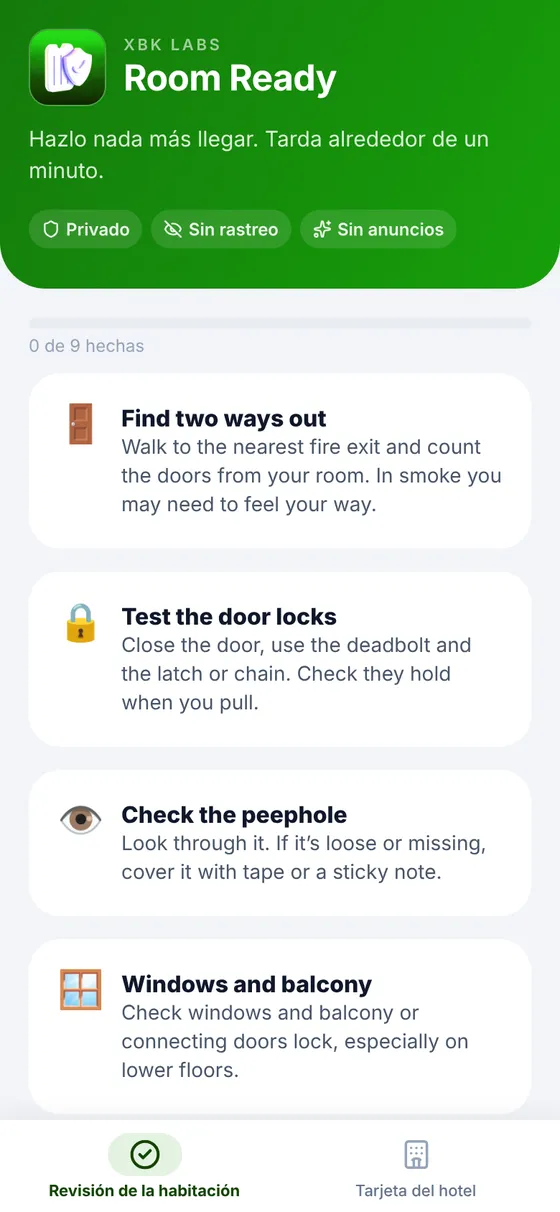 XBK LABS
Room Ready
Hazlo nada más llegar. Tarda alrededor de un
minuto.
Privado
Sin rastreo
Sin anuncios
0 de 9 hechas
Find two ways out
Walk to the nearest fire exit and count
the doors from your room. In smoke you
may need to feel your way.
Test the door locks
Close the door, use the deadbolt and
the latch or chain. Check they hold
when you pull.
Check the peephole
Look through it. If it’s loose or missing,
cover it with tape or a sticky note.
Windows and balcony
Check windows and balcony or
connecting doors lock, especially on
lower floors.
Revisión de la habitación
Tarjeta del hotel